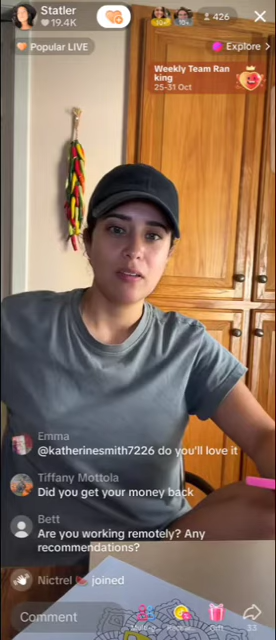 Statler
19.4K
426
Popular LIVE
Explore >
Weekly Team Ran
king
25-31 Oct
Emma
@katherinesmith7226 do you'll love it
Tiffany Mottola
Did you get your money back
Bett
Are you working remotely? Any
recommendations?
Nictrel joined
Comment
Gift
33